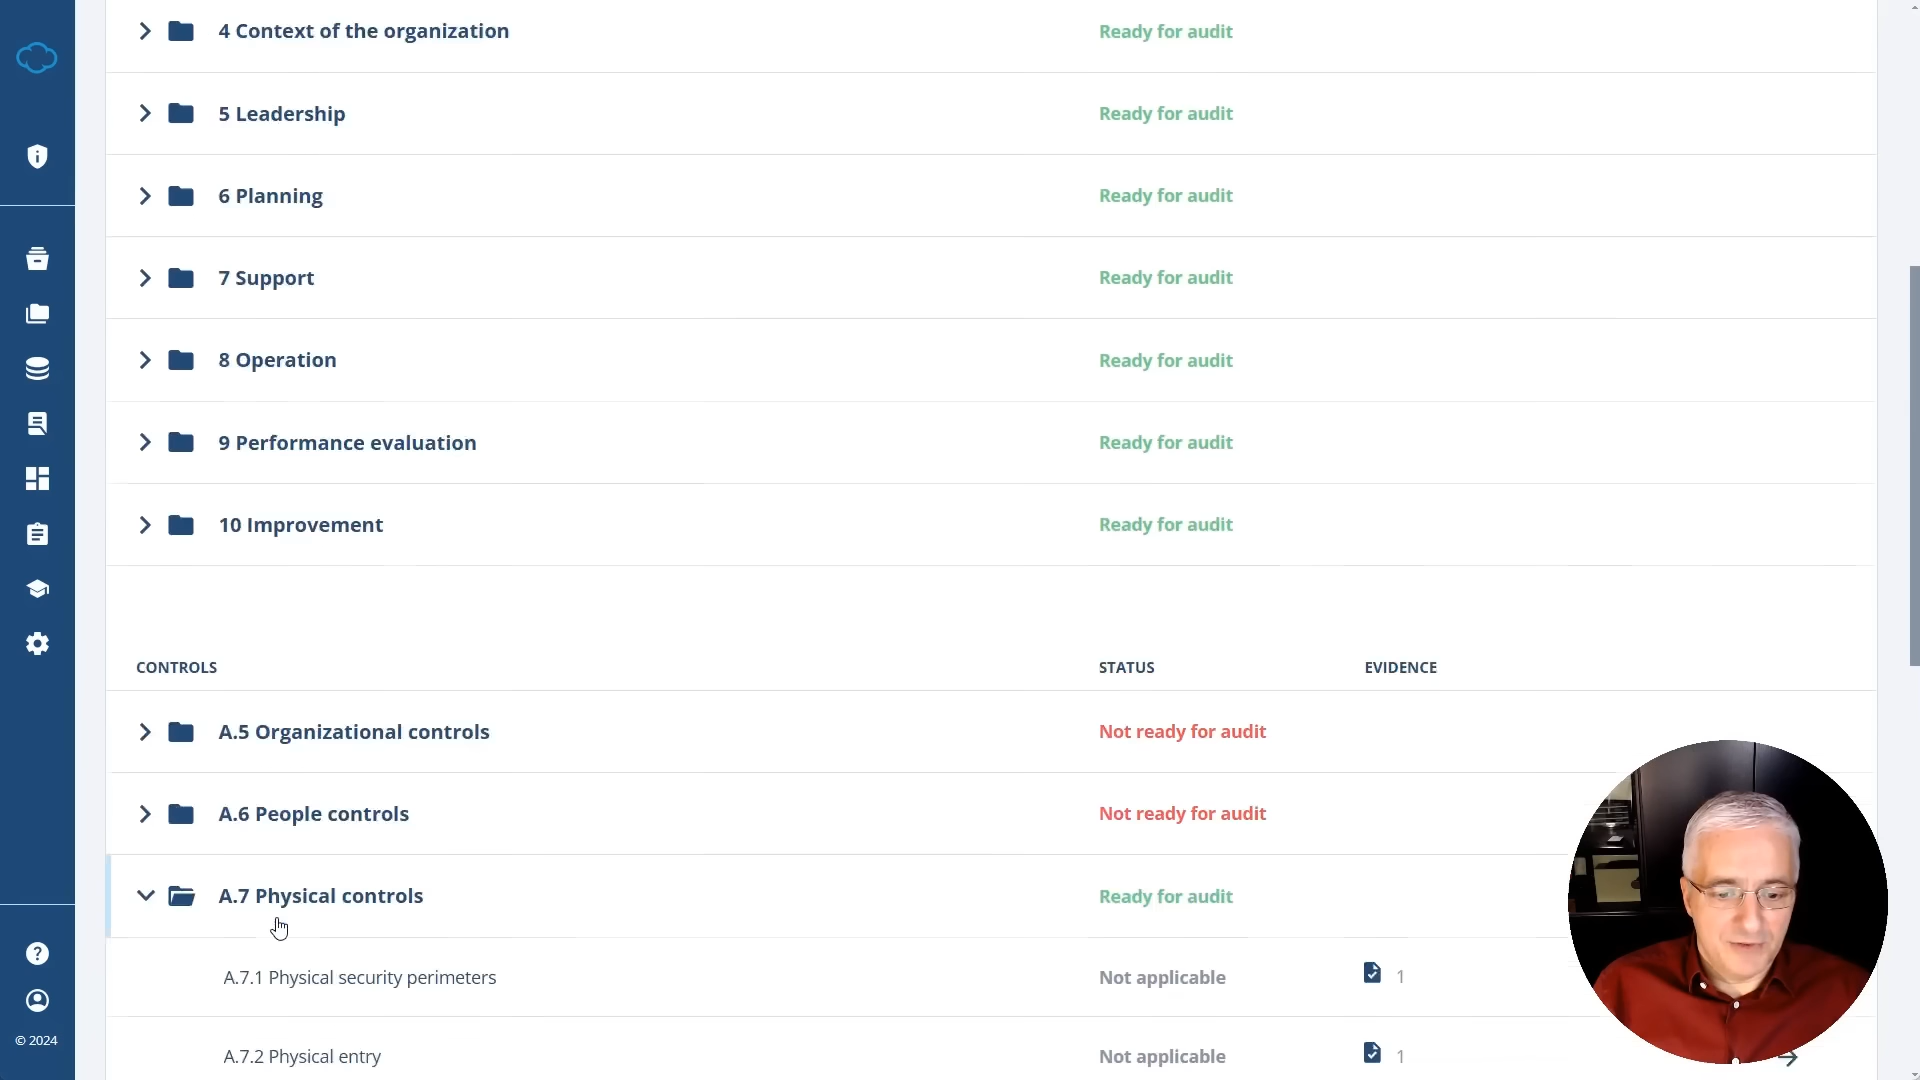 4 Context of the organization Ready for audit
5 Leadership Ready for audit
6 Planning Ready for audit
7 Support Ready for audit
8 Operation Ready for audit
9 Performance evaluation Ready for audit
10 Improvement Ready for audit
CONTROLS STATUS EVIDENCE
A.5 Organizational controls Not ready for audit
A.6 People controls Not ready for audit
A.7 Physical controls Ready for audit
A.7.1 Physical security perimeters Not applicable 1
A.7.2 Physical entry Not applicable 1
© 2024